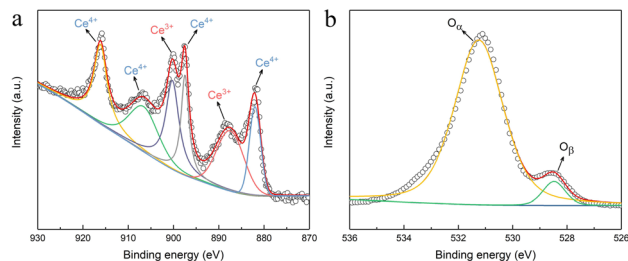 a
Ce4+
Ce4+
Ce3+
Ce4+
Ce3+
Ce4+
Intensity (a.u.)
930 920 910 900 890 880 870
Binding energy (eV)
b
Oα
Oβ
Intensity (a.u.)
536 534 532 530 528 526
Binding energy (eV)